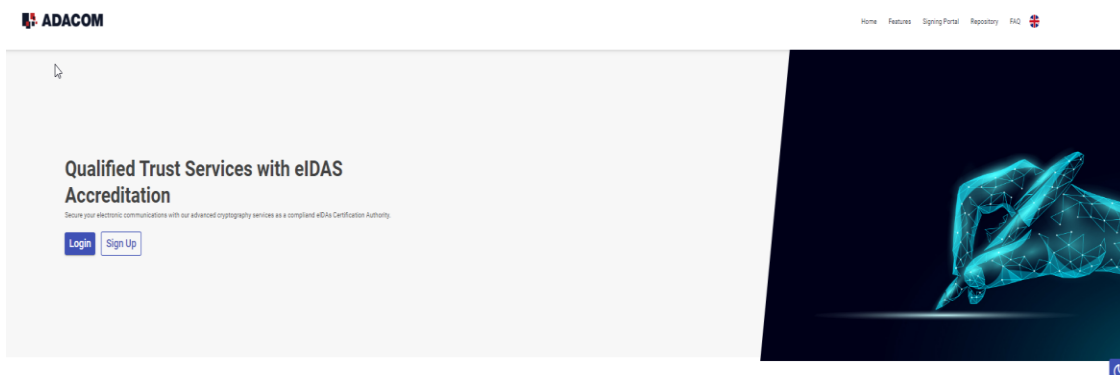 ADACOM
Home Features Signing Portal Repository FAQ
Qualified Trust Services with eIDAS
Accreditation
Secure your electronic communications with our advanced cryptography services as a compliant eIDAs Certification Authority.
Login Sign Up